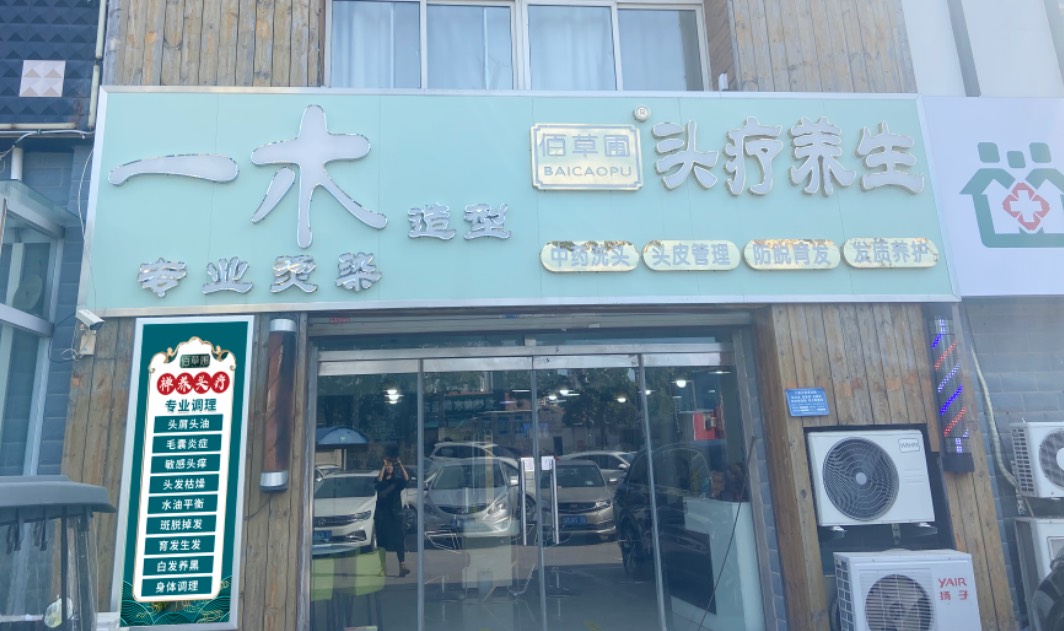 一木 造型
专业烫染
佰草圃
BAICAOPU
®
头疗养生
中药洗头 头皮管理 防脱育发 发质养护
佰草圃
禅养头疗
专业调理
头屑头油
毛囊炎症
敏感头痒
头发枯燥
水油平衡
斑脱掉发
育发生发
白发养黑
身体调理
YAIR
扬子